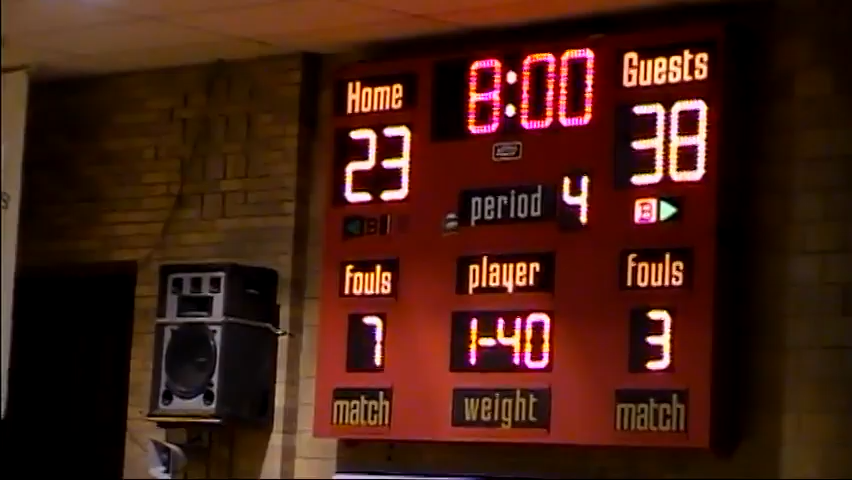 Home 8:00 Guests
23 38
period 4 B
fouls player fouls
7 1-40 3
match weight match